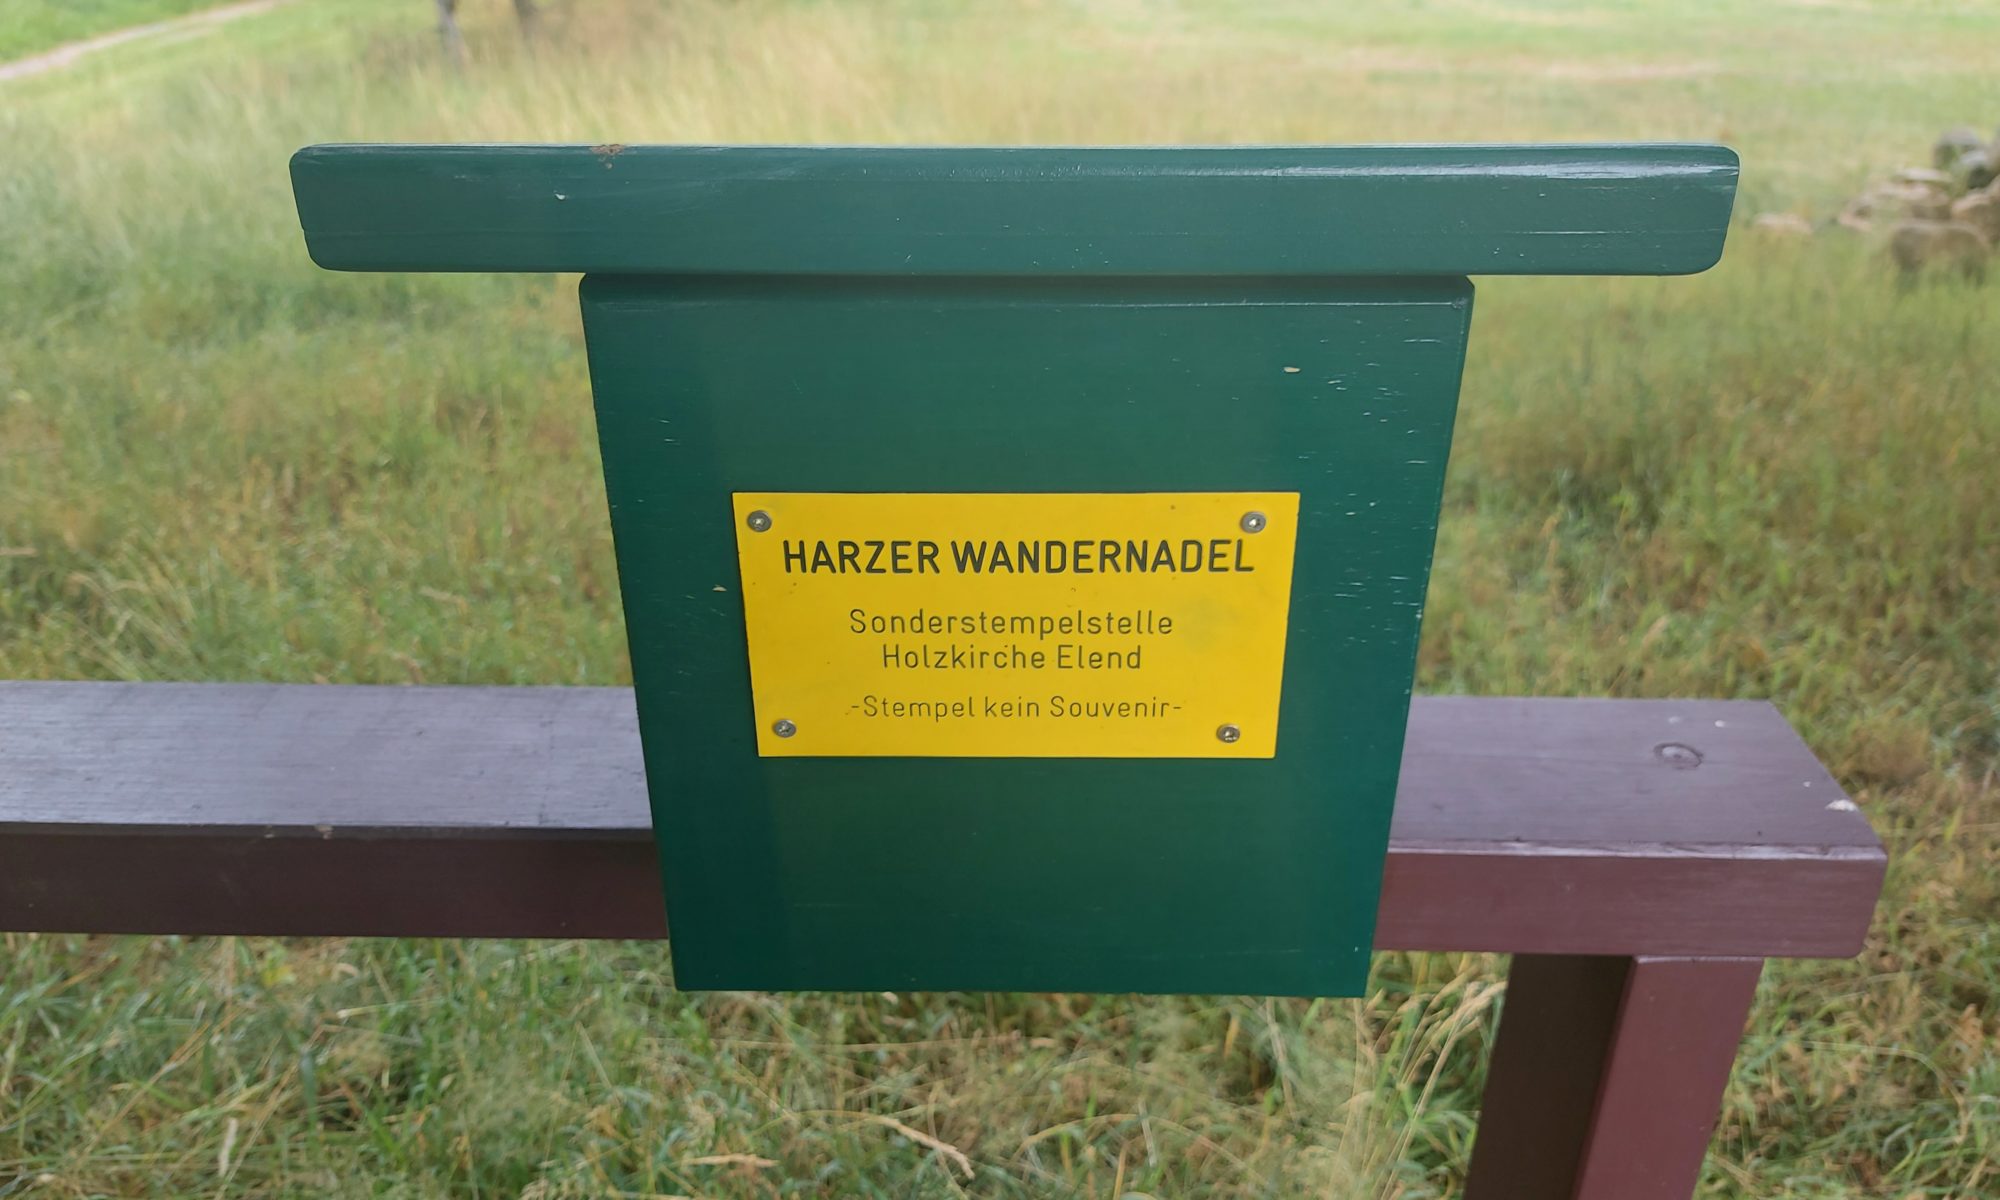 HARZER WANDERNADEL
Sonderstempelstelle
Holzkirche Elend
-Stempel kein Souvenir-